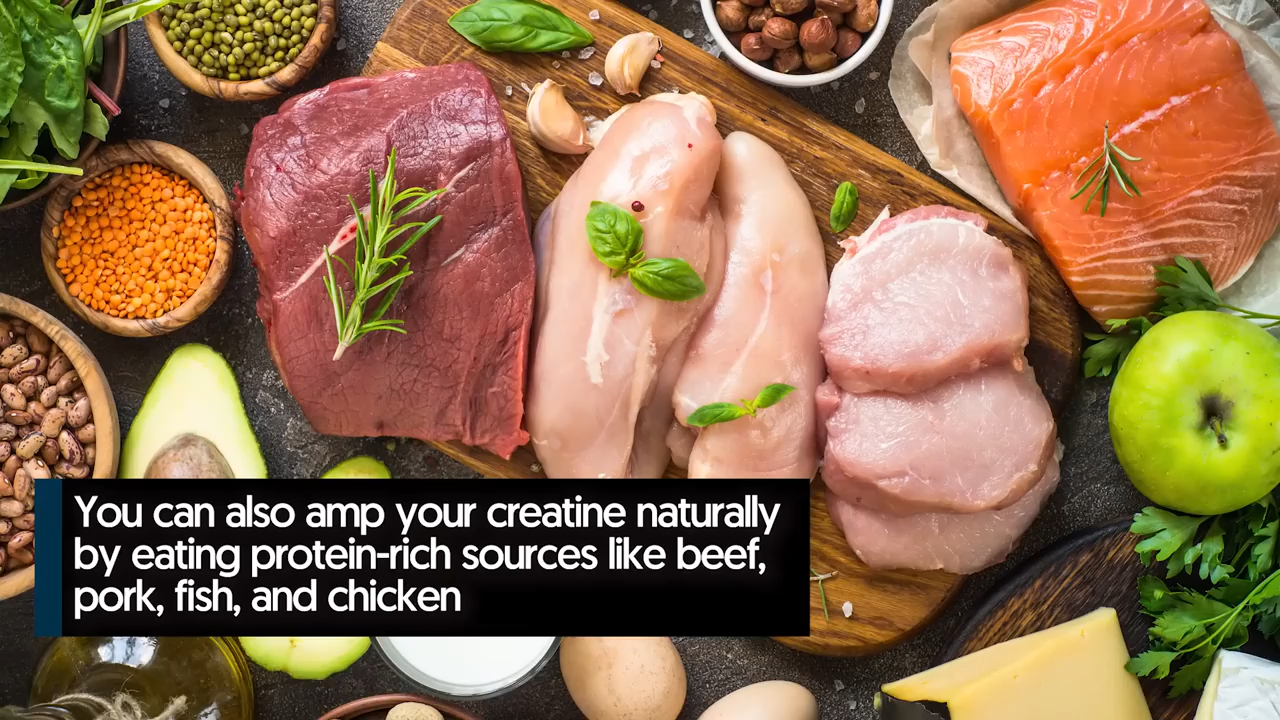 You can also amp your creatine naturally
by eating protein-rich sources like beef,
pork, fish, and chicken